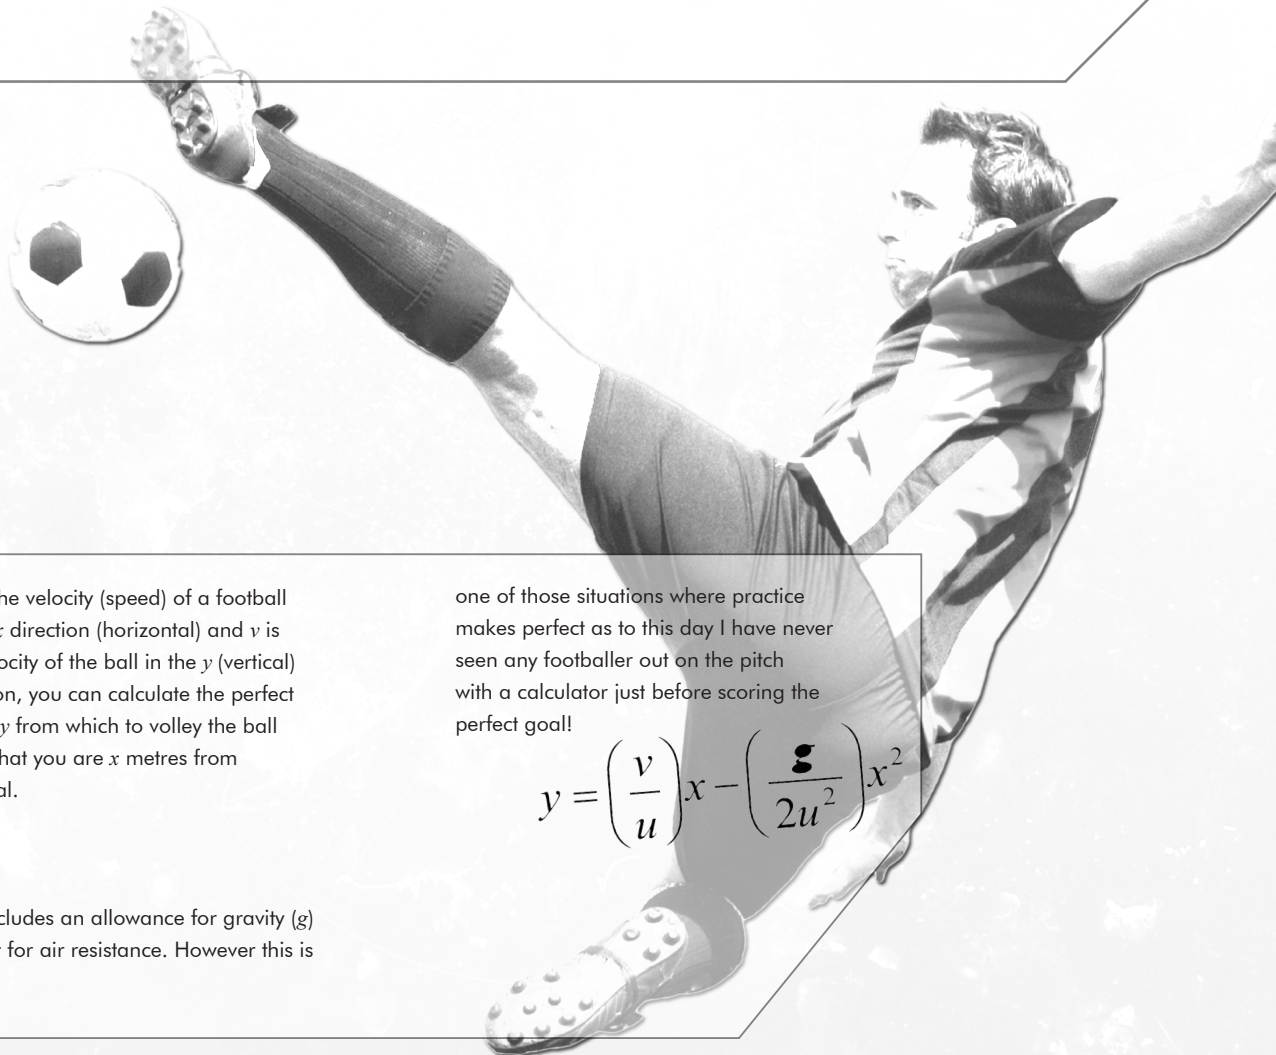 he velocity (speed) of a football
direction (horizontal) and v is
ocity of the ball in the y (vertical)
on, you can calculate the perfect
y from which to volley the ball
hat you are x metres from
al.
cludes an allowance for gravity (g)
for air resistance. However this is
one of those situations where practice
makes perfect as to this day I have never
seen any footballer out on the pitch
with a calculator just before scoring the
perfect goal!
y = (v/u)x − (g/2u²)x²